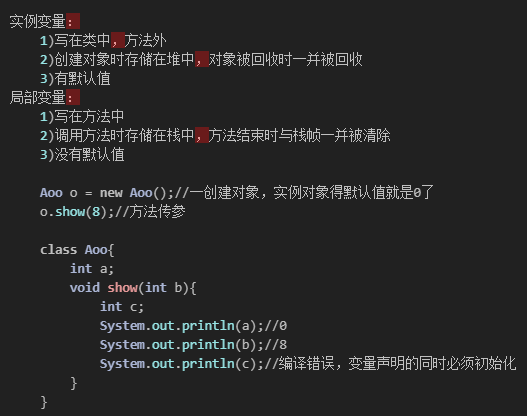 实例变量：
1)写在类中，方法外
2)创建对象时存储在堆中，对象被回收时一并被回收
3)有默认值
局部变量：
1)写在方法中
2)调用方法时存储在栈中，方法结束时与栈帧一并被清除
3)没有默认值
Aoo o = new Aoo();//一创建对象，实例对象得默认值就是0了
o.show(8);//方法传参
class Aoo{
int a;
void show(int b){
int c;
System.out.println(a);//0
System.out.println(b);//8
System.out.println(c);//编译错误，变量声明的同时必须初始化
}
}